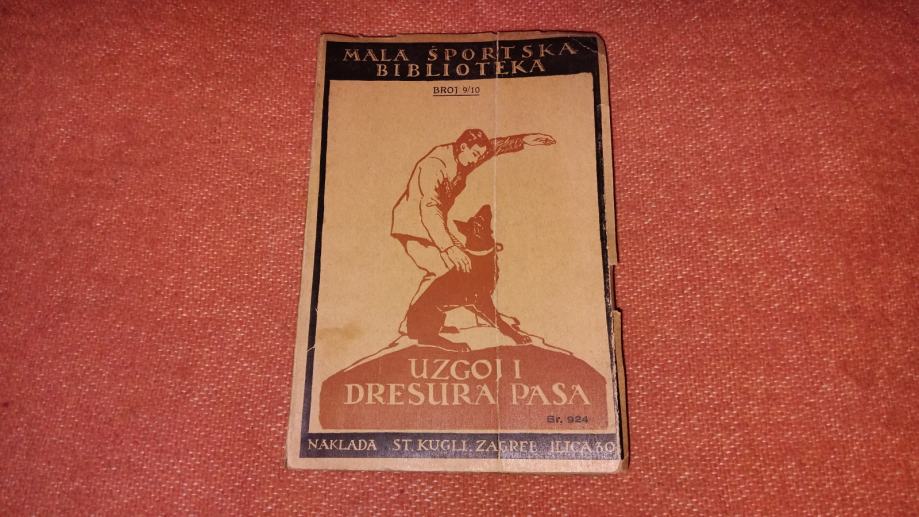 MALA ŠPORTSKA
BIBLIOTEKA
BROJ 9/10
UZGOJ I
DRESURA PASA
Br. 924
NAKLADA ST. KUGLI, ZAGREB ILICA 30